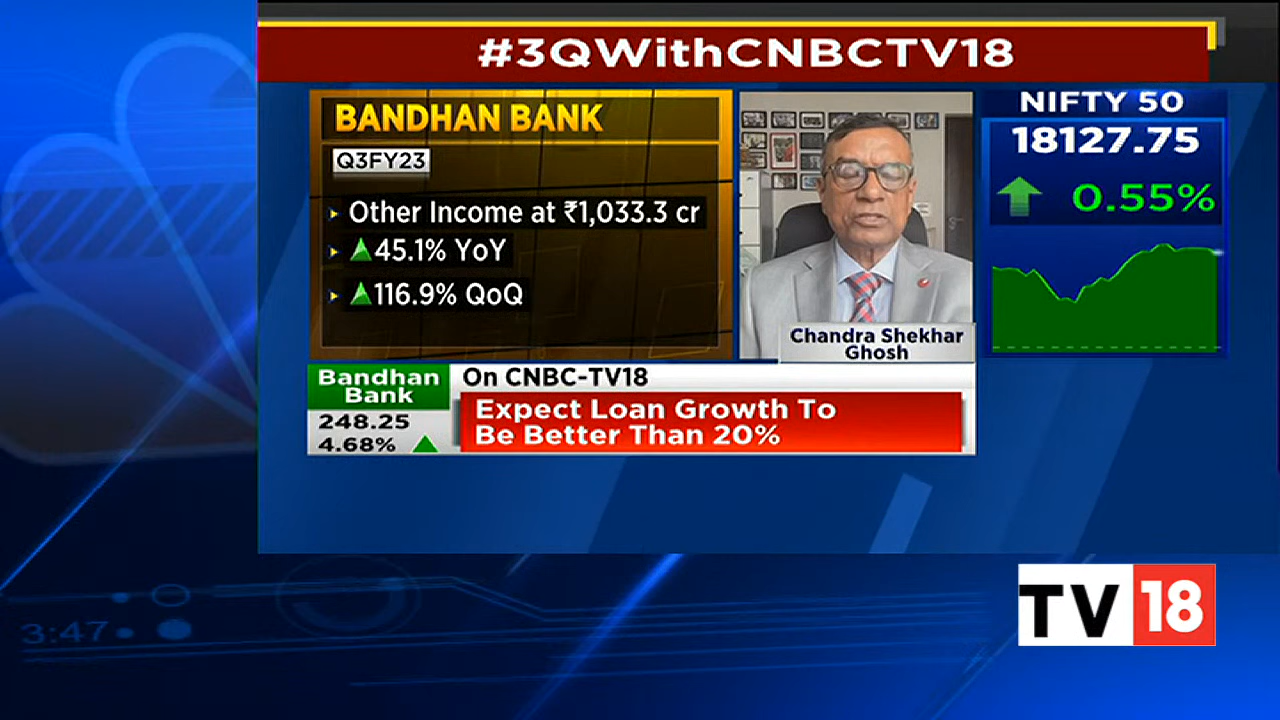 #3QWithCNBCTV18
BANDHAN BANK
Q3FY23
Other Income at ₹1,033.3 cr
45.1% YoY
116.9% QoQ
Chandra Shekhar
Ghosh
NIFTY 50
18127.75
0.55%
Bandhan
Bank
248.25
4.68%
On CNBC-TV18
Expect Loan Growth To
Be Better Than 20%
3:47
TV18